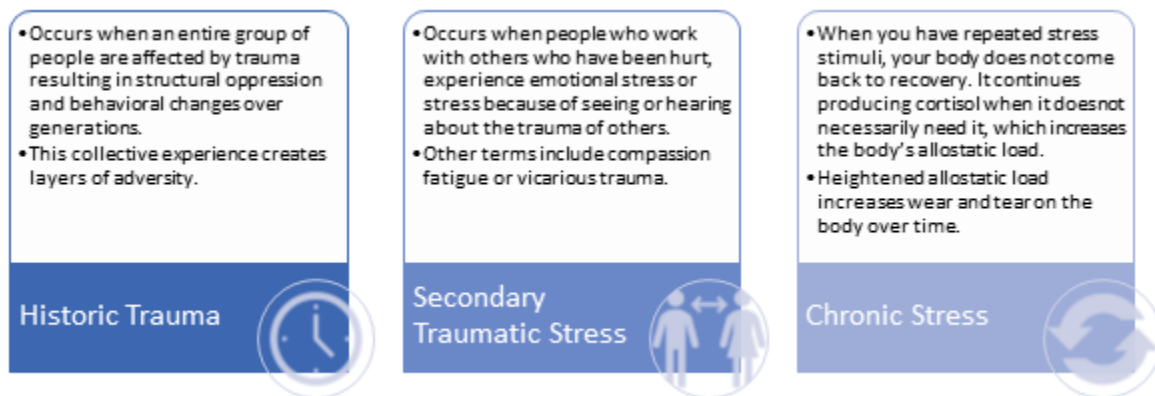 •Occurs when an entire group of
people are affected by trauma
resulting in structural oppression
and behavioral changes over
generations.
•This collective experience creates
layers of adversity.
Historic Trauma
•Occurs when people who work
with others who have been hurt,
experience emotional stress or
stress because of seeing or hearing
about the trauma of others.
•Other terms include compassion
fatigue or vicarious trauma.
Secondary
Traumatic Stress
•When you have repeated stress
stimuli, your body does not come
back to recovery. It continues
producing cortisol when it doesnot
necessarily need it, which increases
the body's allostatic load.
•Heightened allostatic load
increases wear and tear on the
body over time.
Chronic Stress